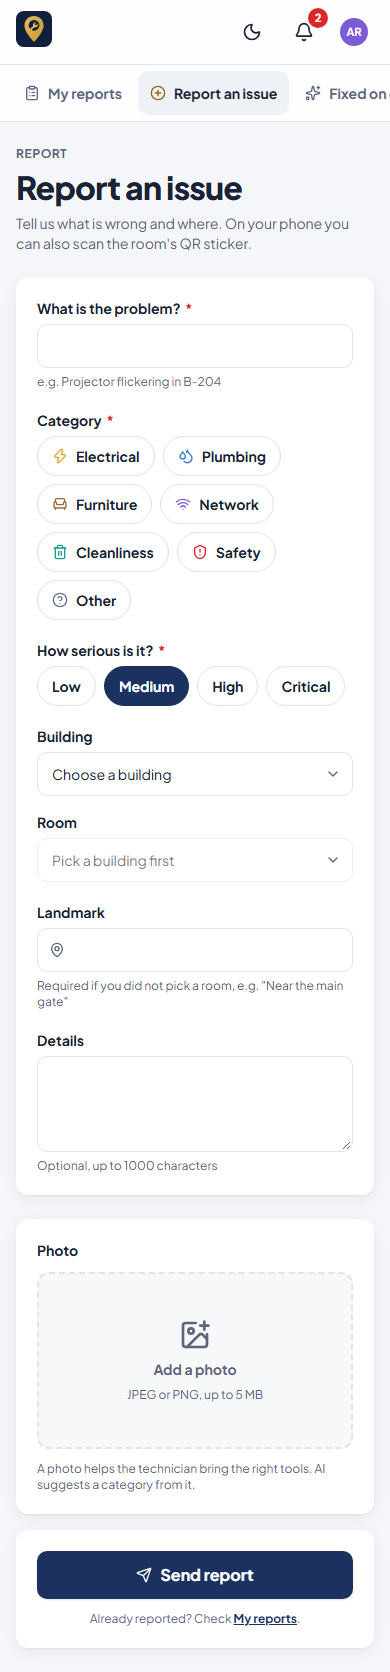 2
AR
My reports
Report an issue
Fixed on
REPORT
Report an issue
Tell us what is wrong and where. On your phone you
can also scan the room's QR sticker.
What is the problem? *
e.g. Projector flickering in B-204
Category *
Electrical
Plumbing
Furniture
Network
Cleanliness
Safety
Other
How serious is it? *
Low
Medium
High
Critical
Building
Choose a building
Room
Pick a building first
Landmark
Required if you did not pick a room, e.g. "Near the main
gate"
Details
Optional, up to 1000 characters
Photo
Add a photo
JPEG or PNG, up to 5 MB
A photo helps the technician bring the right tools. AI
suggests a category from it.
Send report
Already reported? Check My reports.